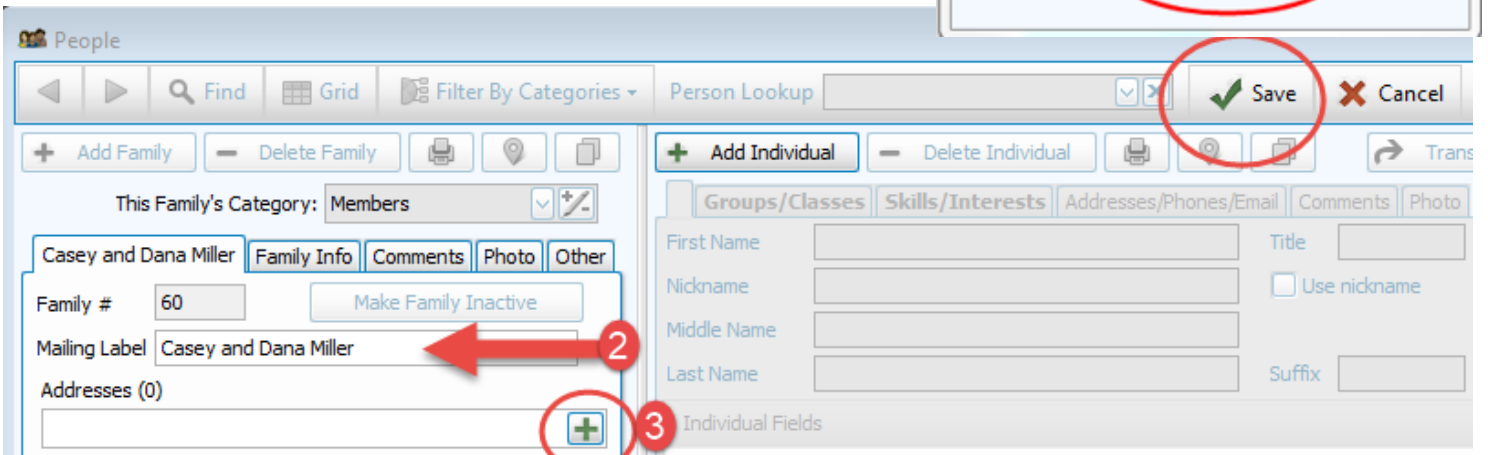 People
Find Grid Filter By Categories Person Lookup Save Cancel
Add Family Delete Family
This Family's Category: Members
Casey and Dana Miller Family Info Comments Photo Other
Family # 60 Make Family Inactive
Mailing Label Casey and Dana Miller 2
Addresses (0)
3
Add Individual Delete Individual Trans
Groups/Classes Skills/Interests Addresses/Phones/Email Comments Photo
First Name Title
Nickname Use nickname
Middle Name
Last Name Suffix
Individual Fields